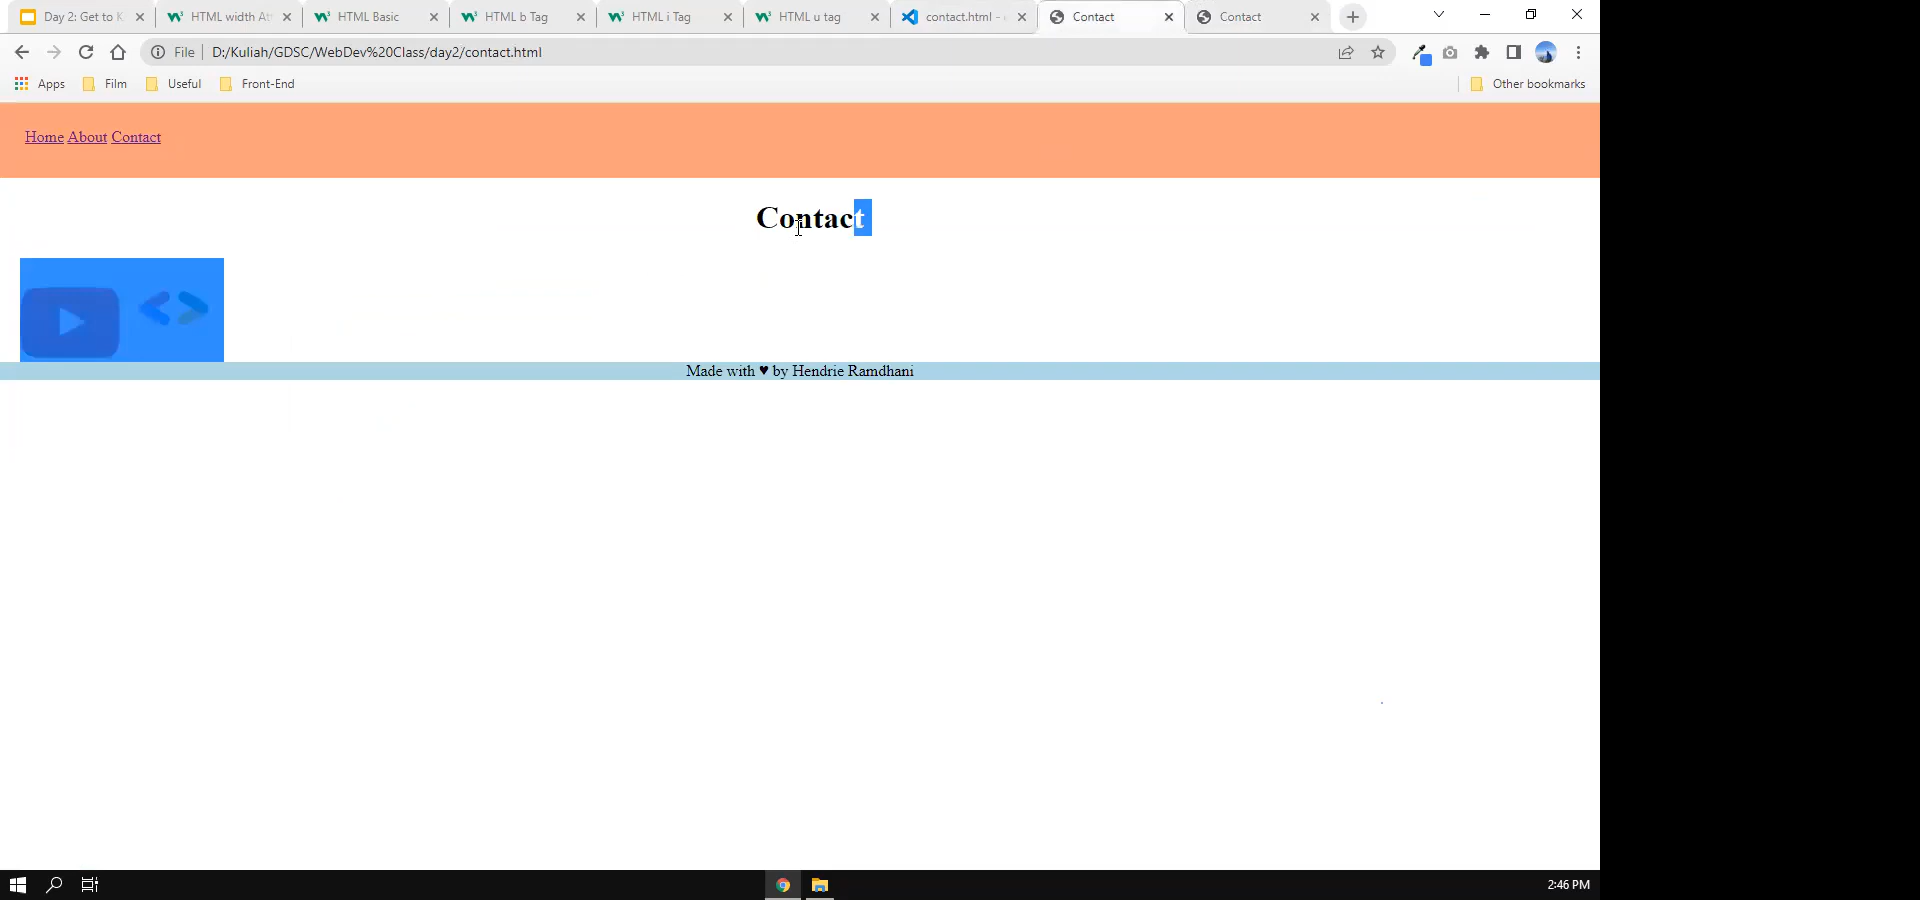 Day 2: Get to K
HTML width At
HTML Basic
HTML b Tag
HTML i Tag
HTML u tag
contact.html -
Contact
Contact
File D:/Kuliah/GDSC/WebDev%20Class/day2/contact.html
Apps Film Useful Front-End Other bookmarks
Home About Contact
Contact
Made with ♥ by Hendrie Ramdhani
2:46 PM